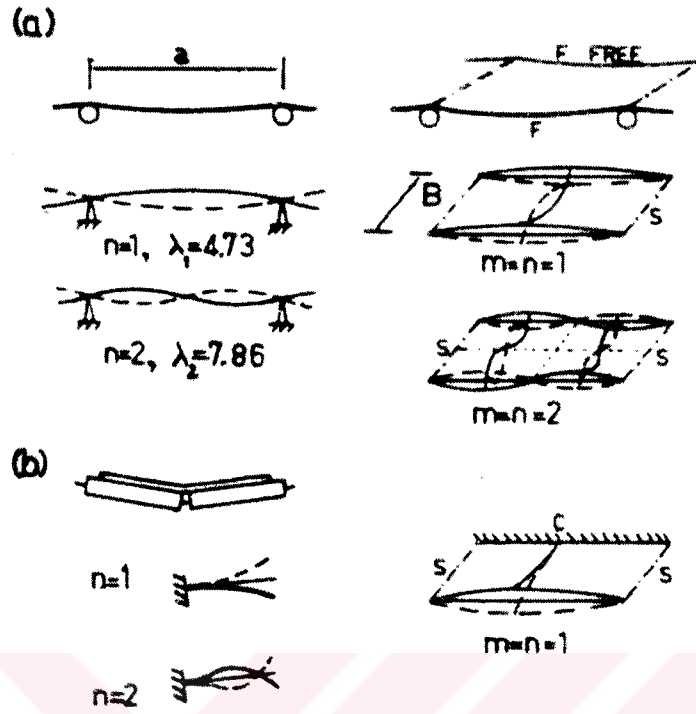 (a)
a
F FREE
F
B
S
n=1, λ₁=4.73
m=n=1
S
S
n=2, λ₂=7.86
m=n=2
(b)
C
n=1
S
S
m=n=1
n=2